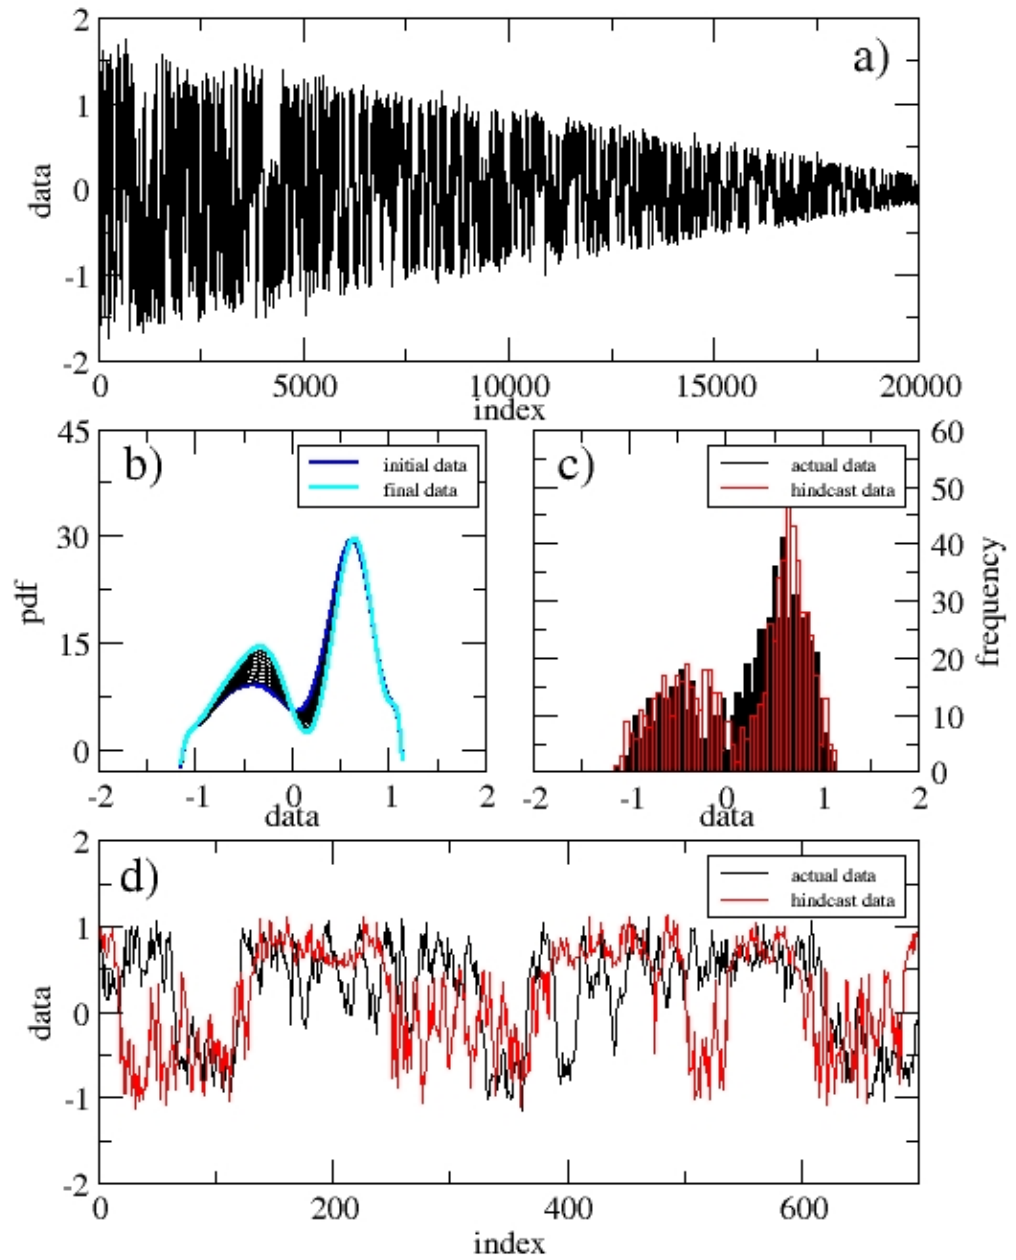 2
a)
1
data
0
-1
-2
0
5000
10000
15000
20000
index
45
b)
initial data
final data
30
pdf
15
0
-2
-1
0
1
2
data
c)
actual data
hindcast data
60
50
40
frequency
30
20
10
0
-2
-1
0
1
2
data
2
d)
actual data
hindcast data
1
data
0
-1
-2
0
200
400
600
index